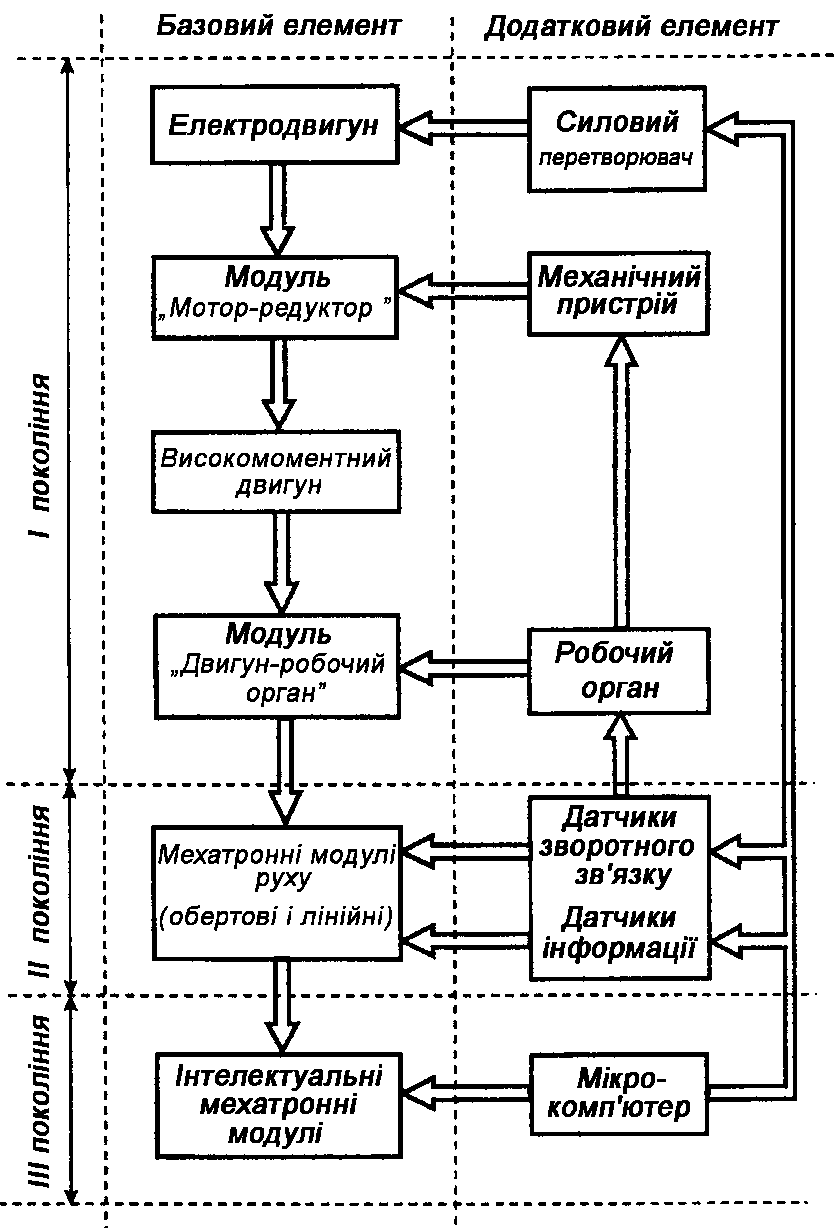 Базовий елемент
Додатковий елемент
І покоління
Електродвигун
Силовий
перетворювач
Модуль
„Мотор-редуктор ”
Механічний
пристрій
Високомоментний
двигун
Модуль
„Двигун-робочий
орган”
Робочий
орган
ІІ покоління
Мехатронні модулі
руху
(обертові і лінійні)
Датчики
зворотного
зв'язку
Датчики
інформації
ІІІ покоління
Інтелектуальні
мехатронні
модулі
Мікро-
комп'ютер